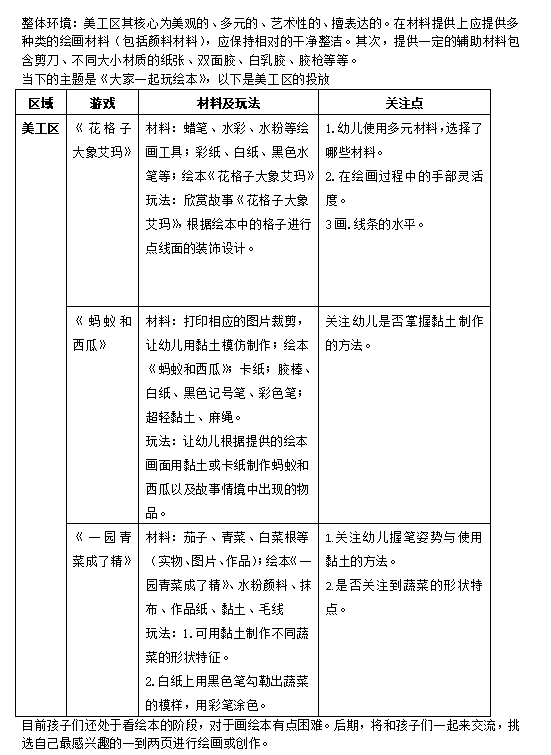 整体环境：美工区其核心为美观的、多元的、艺术性的、擅表达的。在材料提供上应提供多
种类的绘画材料（包括颜料材料），应保持相对的干净整洁。其次，提供一定的辅助材料包
含剪刀、不同大小材质的纸张、双面胶、白乳胶、胶枪等等。
当下的主题是《大家一起玩绘本》，以下是美工区的投放
区域 游戏 材料及玩法 关注点
美工区
《花格子
大象艾玛》
材料：蜡笔、水彩、水粉等绘
画工具；彩纸、白纸、黑色水
笔等；绘本《花格子大象艾玛》
玩法：欣赏故事《花格子大象
艾玛》，根据绘本中的格子进行
点线面的装饰设计。
1.幼儿使用多元材料，选择了
哪些材料。
2.在绘画过程中的手部灵活
度。
3画.线条的水平。
《蚂蚁和
西瓜》
材料：打印相应的图片裁剪，
让幼儿用黏土模仿制作；绘本
《蚂蚁和西瓜》；卡纸；胶棒、
白纸、黑色记号笔、彩色笔；
超轻黏土、麻绳。
玩法：让幼儿根据提供的绘本
画面用黏土或卡纸制作蚂蚁和
西瓜以及故事情境中出现的物
品。
关注幼儿是否掌握黏土制作
的方法。
《一园青
菜成了精》
材料：茄子、青菜、白菜根等
（实物、图片、作品）；绘本《一
园青菜成了精》、水粉颜料、抹
布、作品纸、黏土、毛线
玩法：1.可用黏土制作不同蔬
菜的形状特征。
2.白纸上用黑色笔勾勒出蔬菜
的模样，用彩笔涂色。
1.关注幼儿握笔姿势与使用
黏土的方法。
2.是否关注到蔬菜的形状特
点。
目前孩子们还处于看绘本的阶段，对于画绘本有点困难。后期，将和孩子们一起来交流，挑
选自己最感兴趣的一到两页进行绘画或创作。